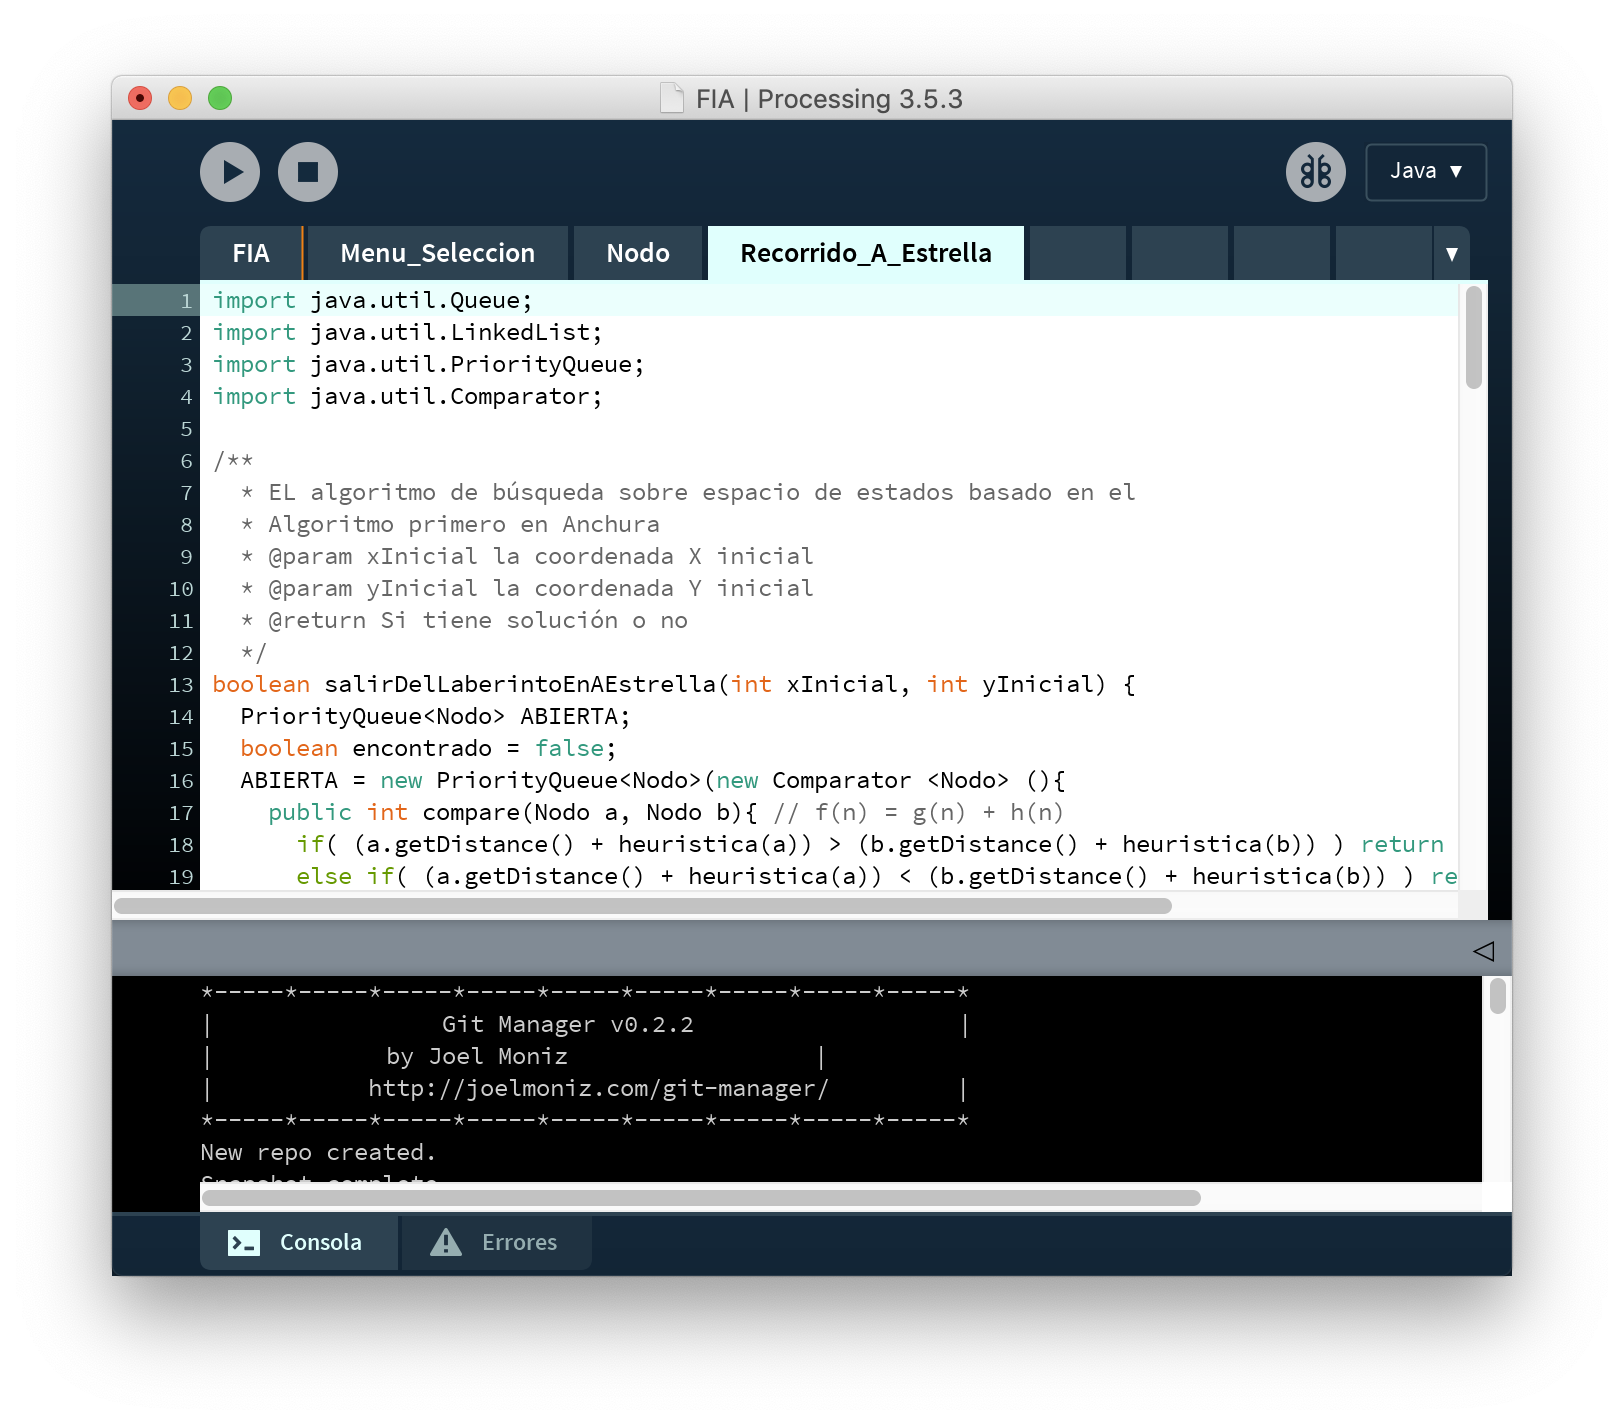 FIA | Processing 3.5.3
Java ▼
FIA Menu_Seleccion Nodo Recorrido_A_Estrella ▼
1 import java.util.Queue;
2 import java.util.LinkedList;
3 import java.util.PriorityQueue;
4 import java.util.Comparator;
5
6 /**
7 * EL algoritmo de búsqueda sobre espacio de estados basado en el
8 * Algoritmo primero en Anchura
9 * @param xInicial la coordenada X inicial
10 * @param yInicial la coordenada Y inicial
11 * @return Si tiene solución o no
12 */
13 boolean salirDelLaberintoEnAEstrella(int xInicial, int yInicial) {
14 PriorityQueue<Nodo> ABIERTA;
15 boolean encontrado = false;
16 ABIERTA = new PriorityQueue<Nodo>(new Comparator <Nodo> (){
17 public int compare(Nodo a, Nodo b){ // f(n) = g(n) + h(n)
18 if( (a.getDistance() + heuristica(a)) > (b.getDistance() + heuristica(b)) ) return
19 else if( (a.getDistance() + heuristica(a)) < (b.getDistance() + heuristica(b)) ) re
*-----*-----*-----*-----*-----*-----*-----*-----*-----*
| Git Manager v0.2.2 |
| by Joel Moniz |
| http://joelmoniz.com/git-manager/ |
*-----*-----*-----*-----*-----*-----*-----*-----*-----*
New repo created.
Snapshot complete
Consola Errores